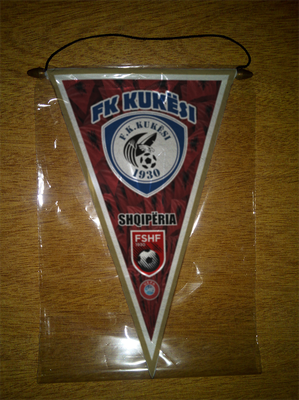 FK KUKËSI
F.K.KUKËSI
1930
SHQIPËRIA
FSHF